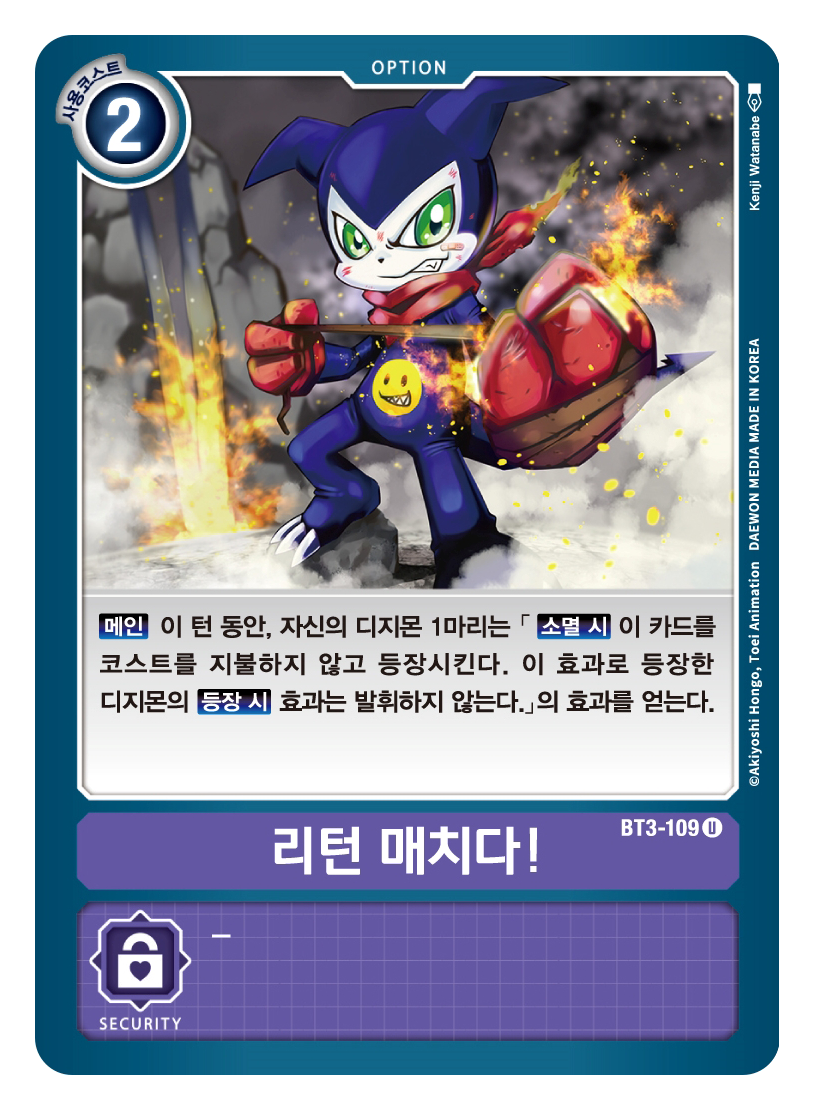 OPTION
사용코스트
2
Kenji Watanabe
©Akiyoshi Hongo, Toei Animation DAEWON MEDIA MADE IN KOREA
메인 이 턴 동안, 자신의 디지몬 1마리는 「 소멸 시 이 카드를
코스트를 지불하지 않고 등장시킨다. 이 효과로 등장한
디지몬의 등장 시 효과는 발휘하지 않는다.」의 효과를 얻는다.
BT3-109 U
리턴 매치다!
–
SECURITY